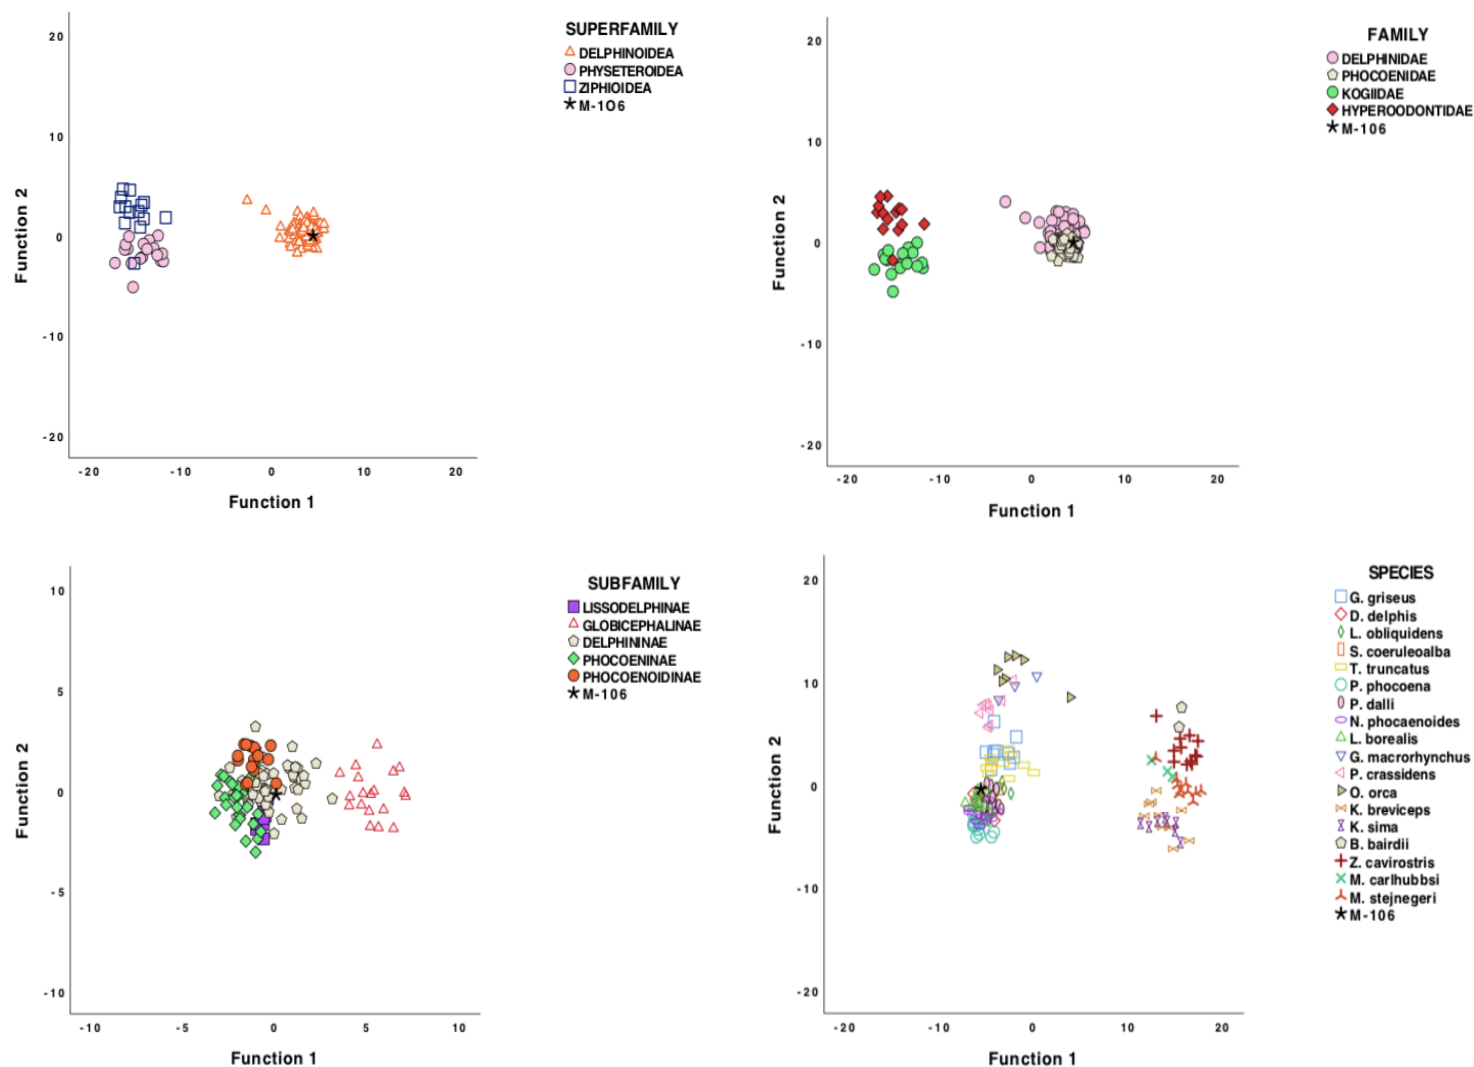 SUPERFAMILY
DELPHINOIDEA
PHYSETEROIDEA
ZIPHIOIDEA
M-1O6
20
10
0
-10
-20
Function 2
-20 -10 0 10 20
Function 1
FAMILY
DELPHINIDAE
PHOCOENIDAE
KOGIIDAE
HYPEROODONTIDAE
M-106
20
10
0
-10
-20
Function 2
-20 -10 0 10 20
Function 1
SUBFAMILY
LISSODELPHINAE
GLOBICEPHALINAE
DELPHININAE
PHOCOENINAE
PHOCOENOIDINAE
M-106
10
5
0
-5
-10
Function 2
-10 -5 0 5 10
Function 1
SPECIES
G. griseus
D. delphis
L. obliquidens
S. coeruleoalba
T. truncatus
P. phocoena
P. dalli
N. phocaenoides
L. borealis
G. macrorhynchus
P. crassidens
O. orca
K. breviceps
K. sima
B. bairdii
Z. cavirostris
M. carlhubbsi
M. stejnegeri
M-106
20
10
0
-10
-20
Function 2
-20 -10 0 10 20
Function 1